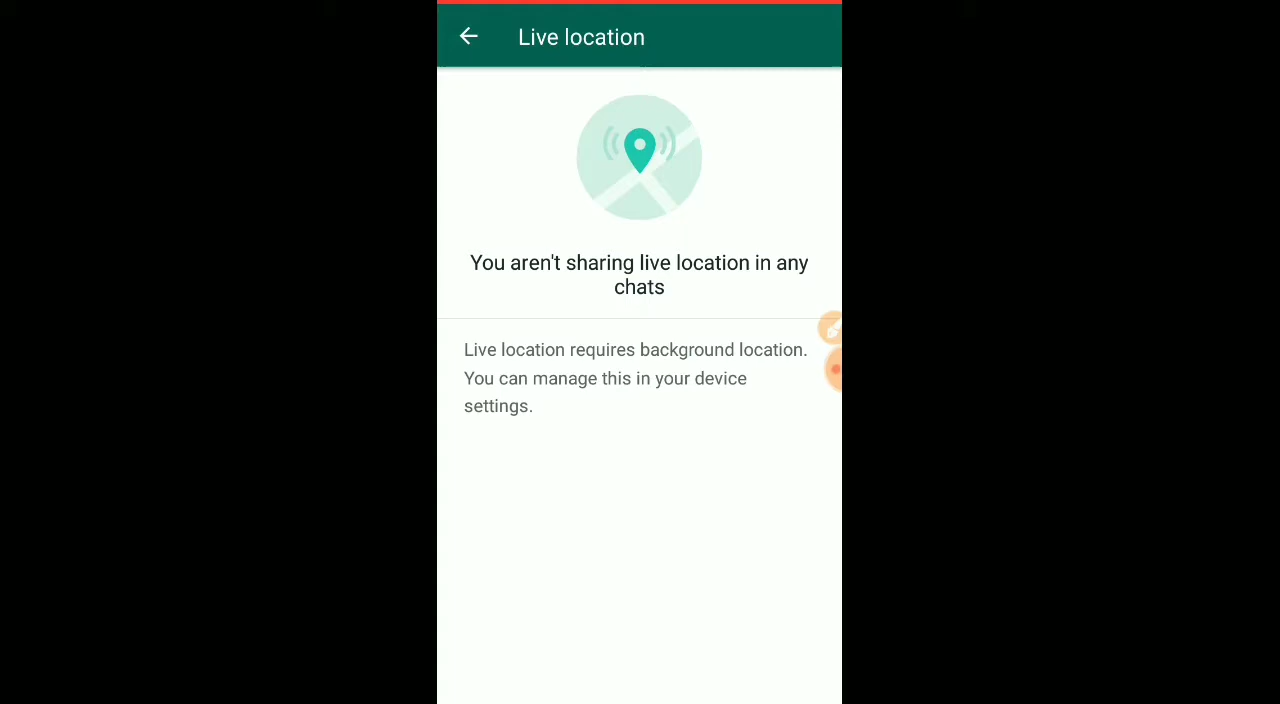 Live location
You aren't sharing live location in any
chats
Live location requires background location.
You can manage this in your device
settings.